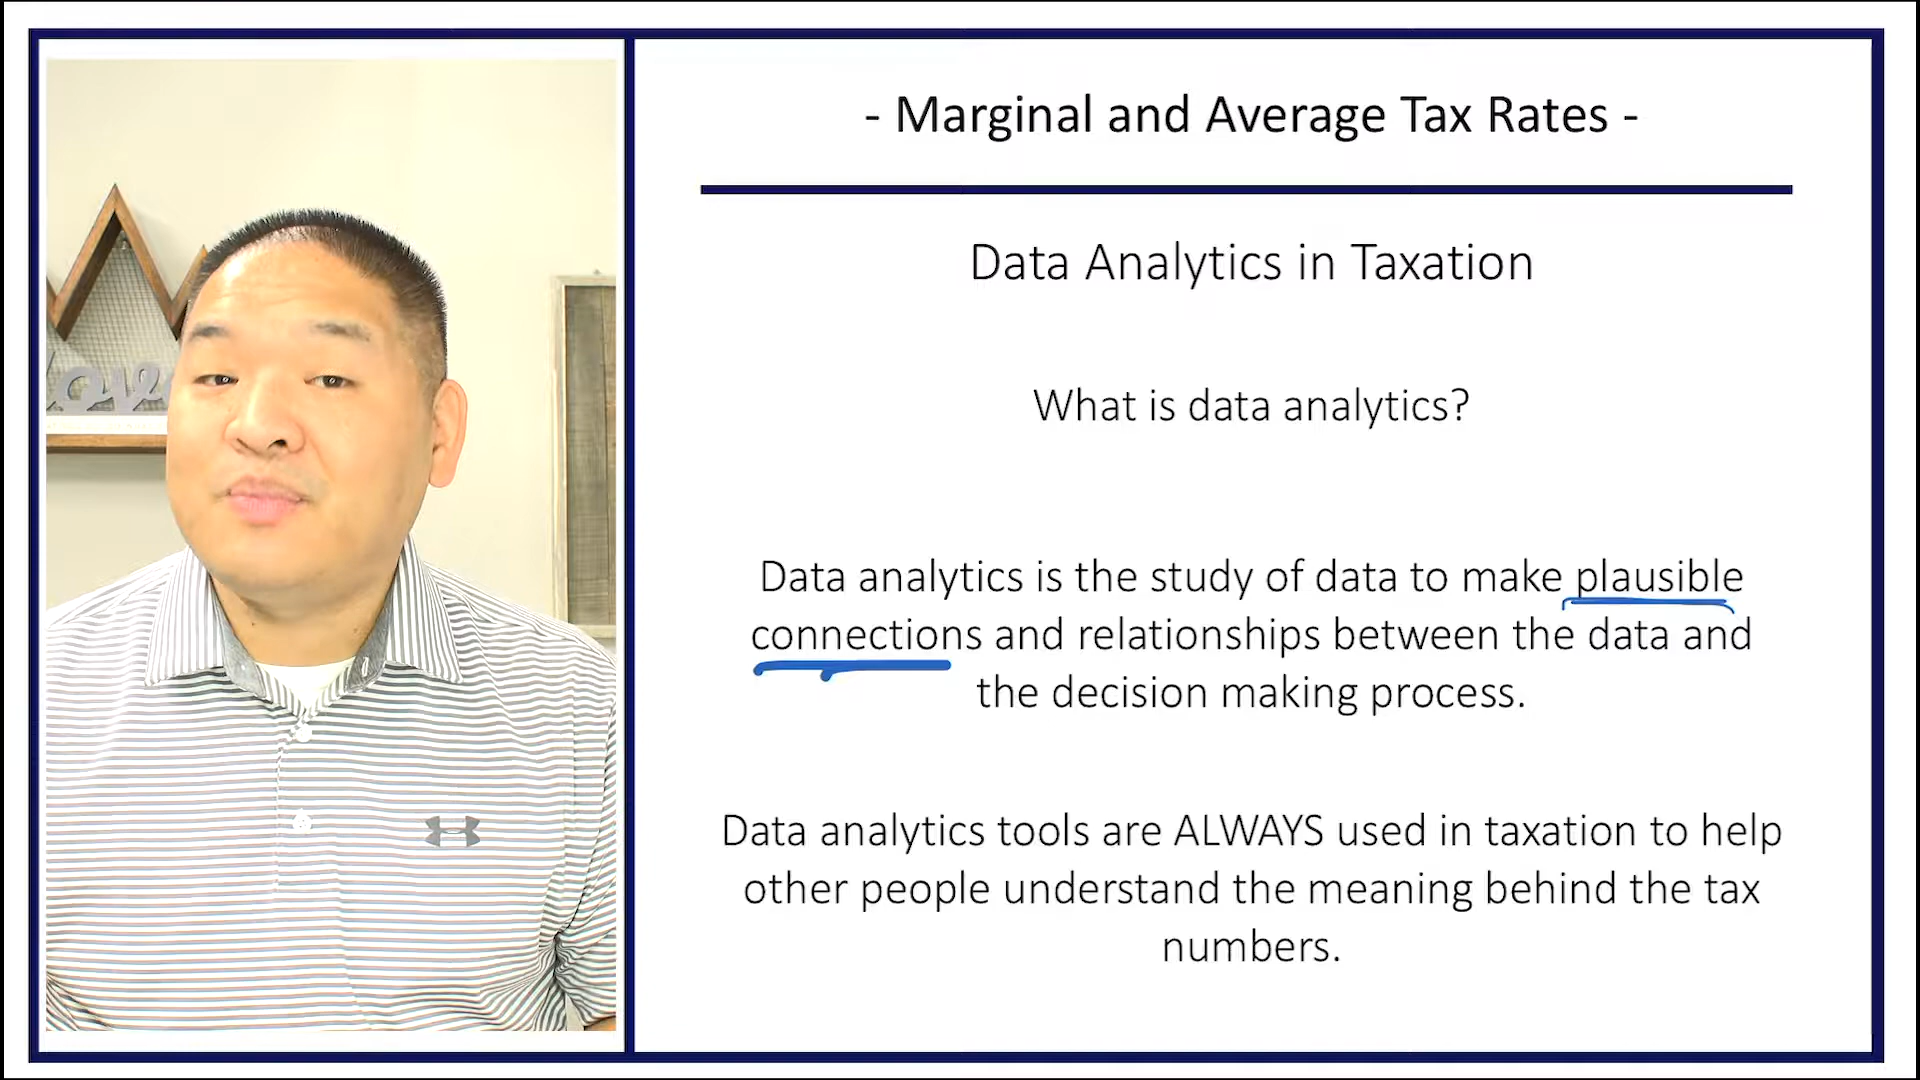 - Marginal and Average Tax Rates -
Data Analytics in Taxation
What is data analytics?
Data analytics is the study of data to make plausible
connections and relationships between the data and
the decision making process.
Data analytics tools are ALWAYS used in taxation to help
other people understand the meaning behind the tax
numbers.
love